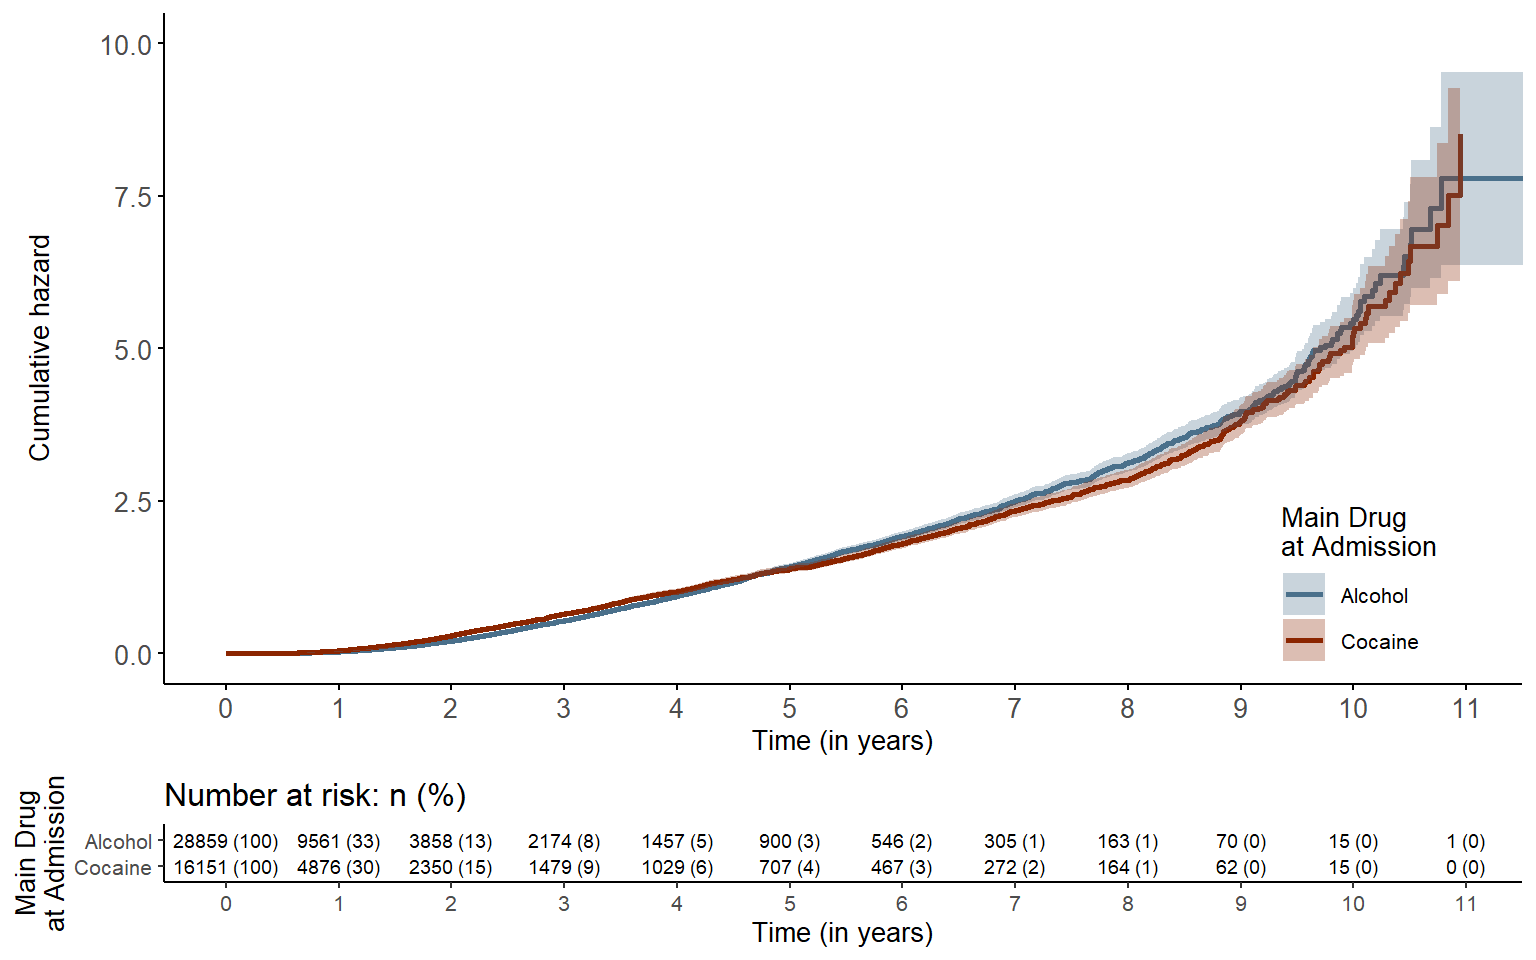 10.0
7.5
5.0
2.5
0.0
Cumulative hazard
0 1 2 3 4 5 6 7 8 9 10 11
Time (in years)
Main Drug
at Admission
Alcohol
Cocaine
Number at risk: n (%)
Main Drug
at Admission
Alcohol 28859 (100) 9561 (33) 3858 (13) 2174 (8) 1457 (5) 900 (3) 546 (2) 305 (1) 163 (1) 70 (0) 15 (0) 1 (0)
Cocaine 16151 (100) 4876 (30) 2350 (15) 1479 (9) 1029 (6) 707 (4) 467 (3) 272 (2) 164 (1) 62 (0) 15 (0) 0 (0)
0 1 2 3 4 5 6 7 8 9 10 11
Time (in years)